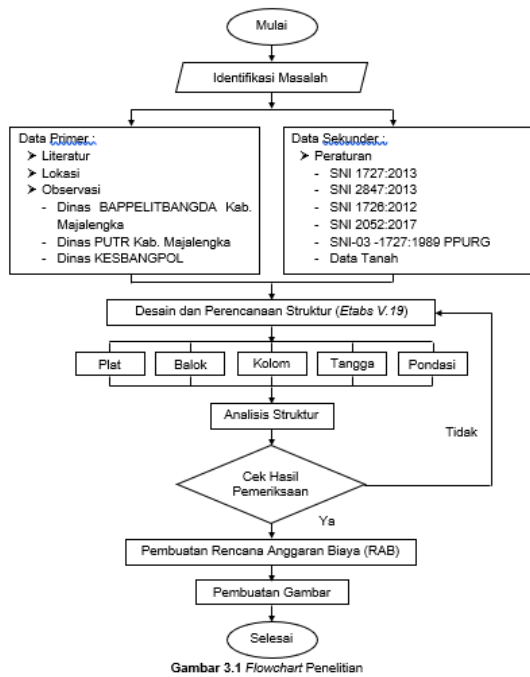 Mulai
Identifikasi Masalah
Data Primer :
➤ Literatur
➤ Lokasi
➤ Observasi
- Dinas BAPPELITBANGDA Kab.
Majalengka
- Dinas PUTR Kab. Majalengka
- Dinas KESBANGPOL
Data Sekunder :
➤ Peraturan
- SNI 1727:2013
- SNI 2847:2013
- SNI 1726:2012
- SNI 2052:2017
- SNI-03 -1727:1989 PPURG
- Data Tanah
Desain dan Perencanaan Struktur (Etabs V.19)
Plat
Balok
Kolom
Tangga
Pondasi
Analisis Struktur
Tidak
Cek Hasil
Pemeriksaan
Ya
Pembuatan Rencana Anggaran Biaya (RAB)
Pembuatan Gambar
Selesai
Gambar 3.1 Flowchart Penelitian